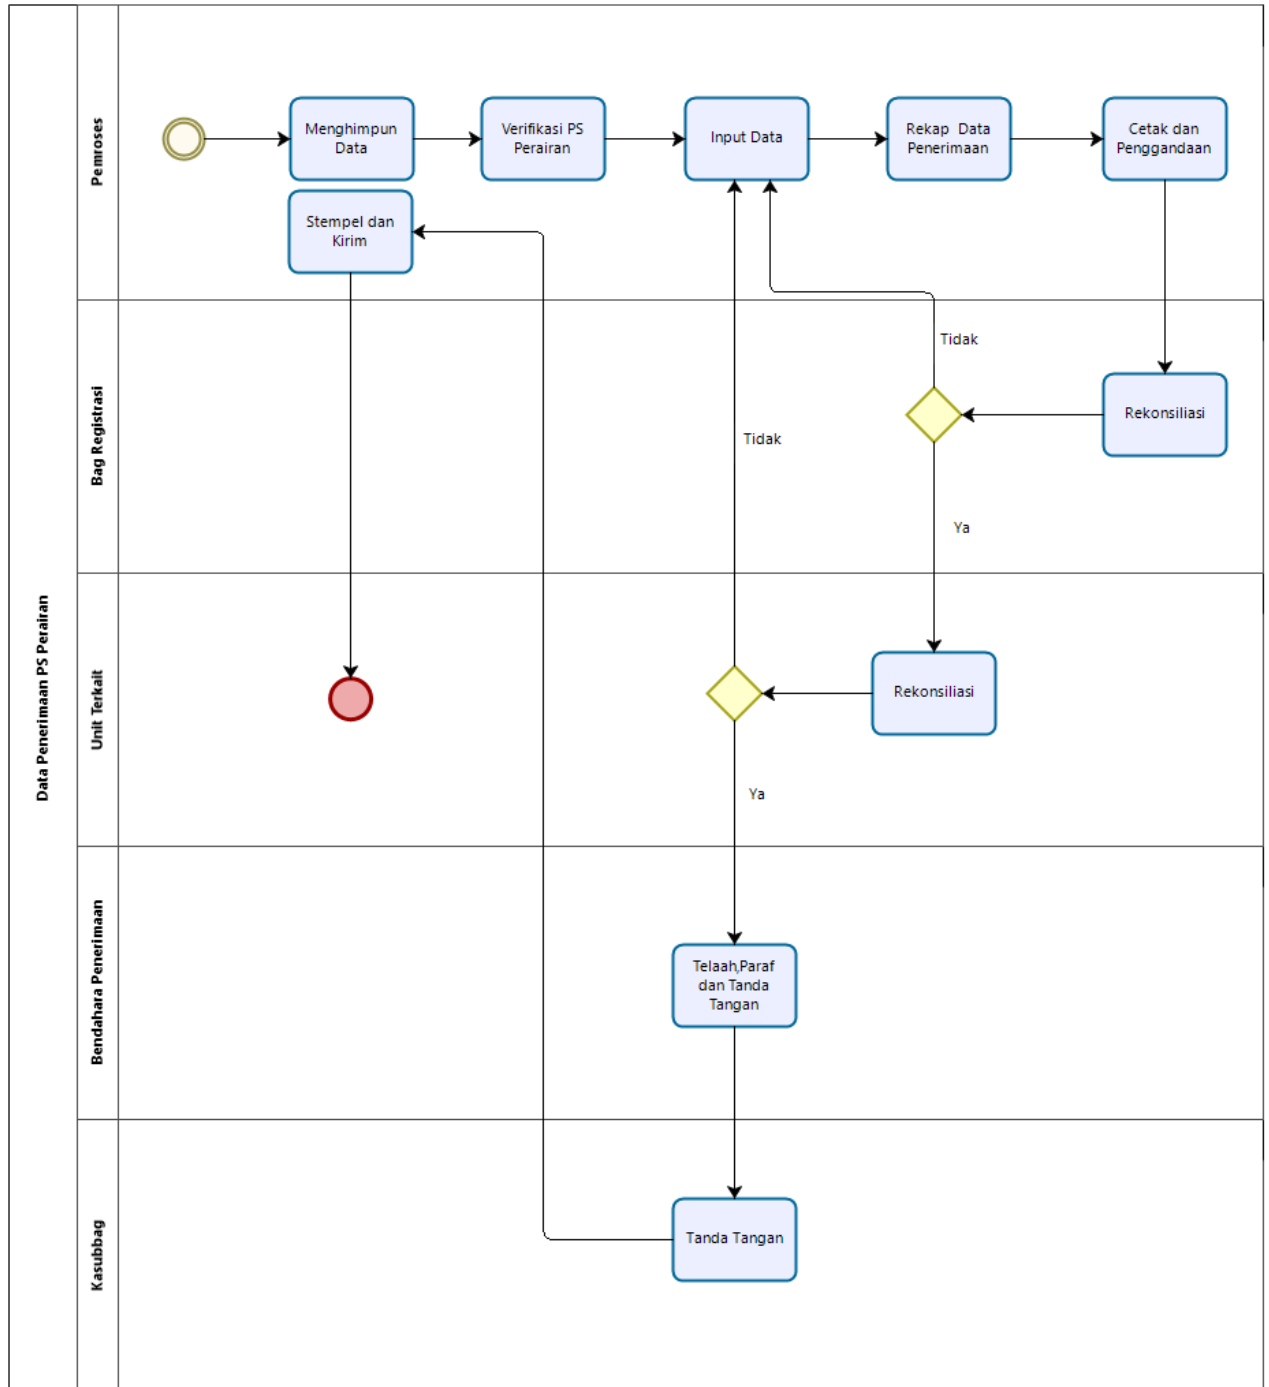 Data Penerimaan PS Perairan
Pemroses
Menghimpun
Data
Verifikasi PS
Perairan
Input Data
Rekap Data
Penerimaan
Cetak dan
Penggandaan
Stempel dan
Kirim
Bag Registrasi
Tidak
Rekonsiliasi
Tidak
Ya
Unit Terkait
Rekonsiliasi
Ya
Bendahara Penerimaan
Telaah,Paraf
dan Tanda
Tangan
Kasubbag
Tanda Tangan